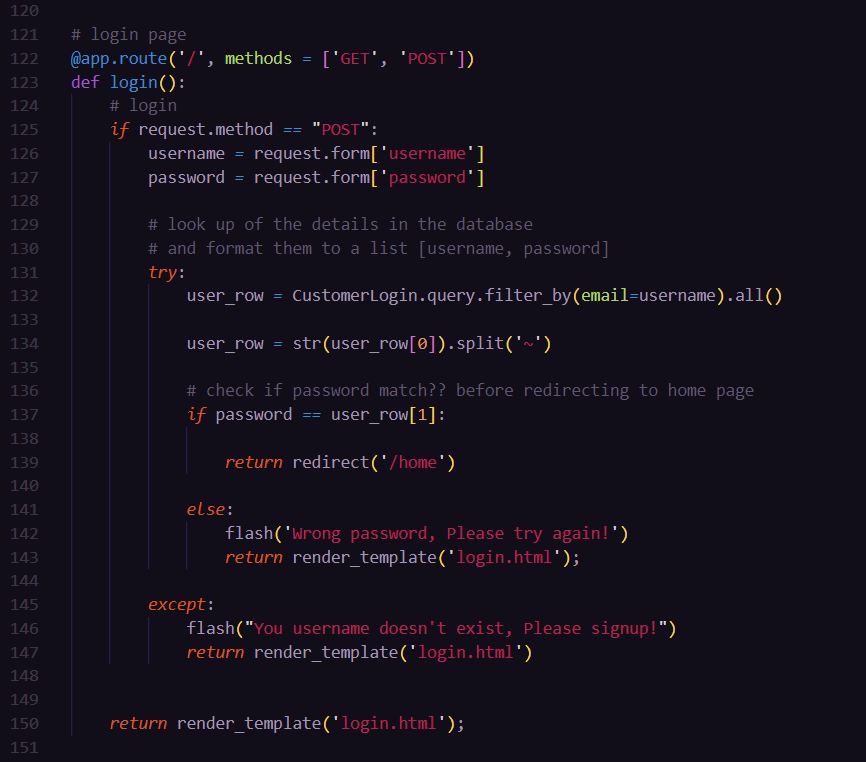 120
121 # login page
122 @app.route('/', methods = ['GET', 'POST'])
123 def login():
124     # login
125     if request.method == "POST":
126         username = request.form['username']
127         password = request.form['password']
128
129         # look up of the details in the database
130         # and format them to a list [username, password]
131         try:
132             user_row = CustomerLogin.query.filter_by(email=username).all()
133
134             user_row = str(user_row[0]).split('~')
135
136             # check if password match?? before redirecting to home page
137             if password == user_row[1]:
138
139                 return redirect('/home')
140
141             else:
142                 flash('Wrong password, Please try again!')
143                 return render_template('login.html');
144
145         except:
146             flash("You username doesn't exist, Please signup!")
147             return render_template('login.html')
148
149
150     return render_template('login.html');
151